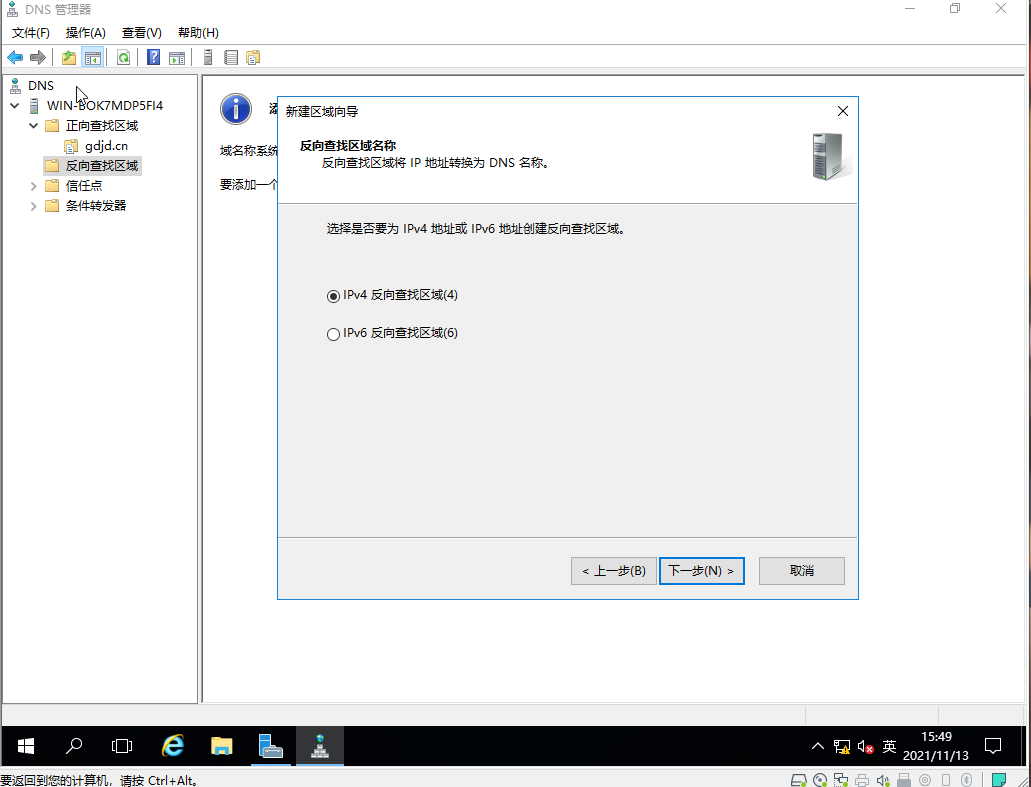 DNS 管理器
文件(F) 操作(A) 查看(V) 帮助(H)
DNS
WIN-BOK7MDP5FI4
正向查找区域
gdjd.cn
反向查找区域
信任点
条件转发器
域名称系统
要添加一个
新建区域向导
反向查找区域名称
反向查找区域将 IP 地址转换为 DNS 名称。
选择是否要为 IPv4 地址或 IPv6 地址创建反向查找区域。
IPv4 反向查找区域(4)
IPv6 反向查找区域(6)
< 上一步(B) 下一步(N) > 取消
英
15:49
2021/11/13
要返回到您的计算机，请按 Ctrl+Alt。